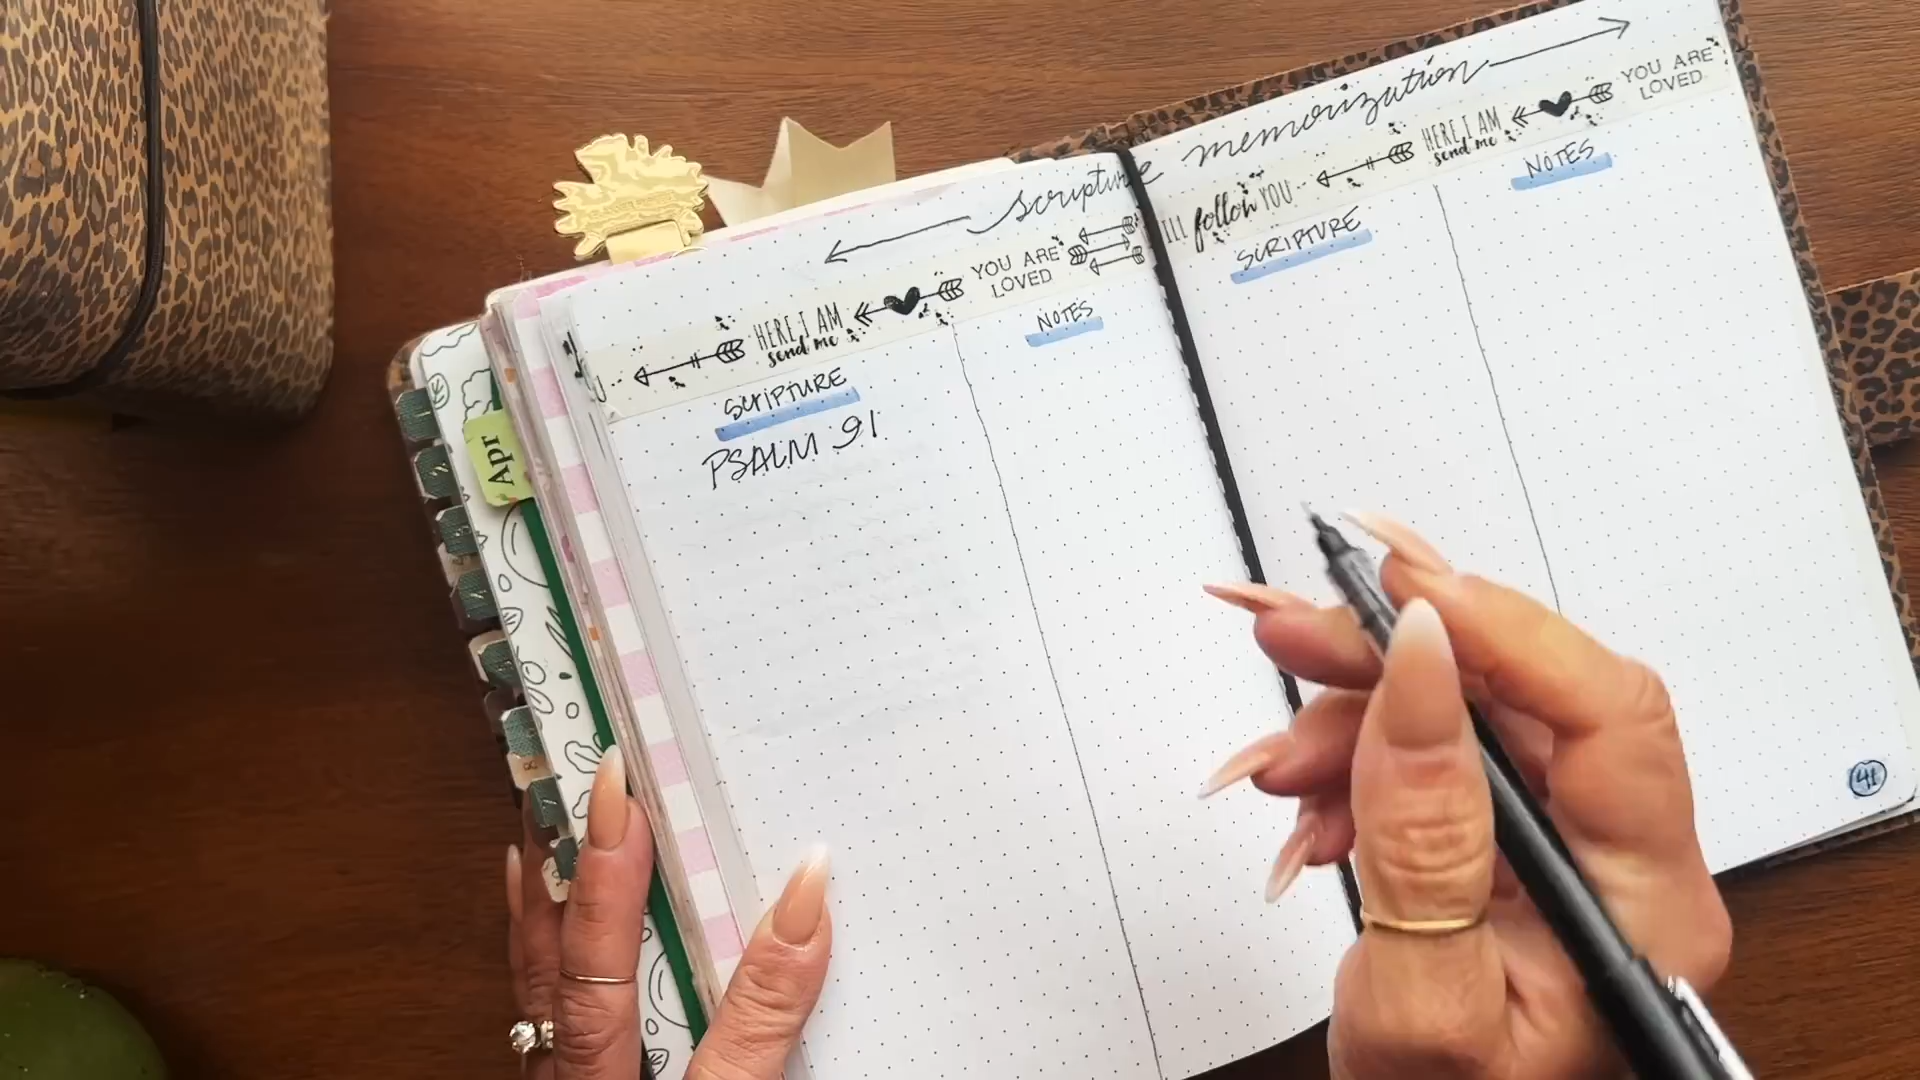 scripture memorization
HERE I AM
send me
YOU ARE
LOVED
SCRIPTURE
NOTES
PSALM 91
follow YOU
HERE I AM
send me
YOU ARE
LOVED
SCRIPTURE
NOTES
Apr
41